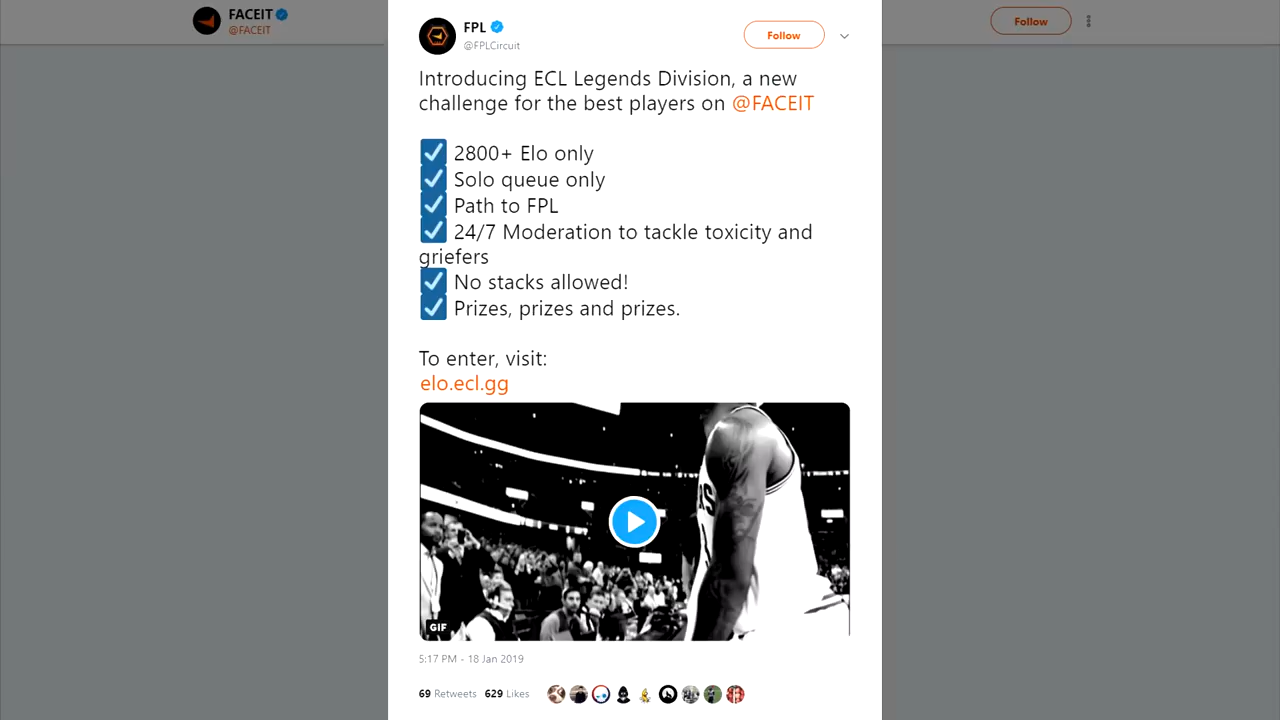 FACEIT
@FACEIT
Follow
FPL
@FPLCircuit
Follow
Introducing ECL Legends Division, a new
challenge for the best players on @FACEIT
2800+ Elo only
Solo queue only
Path to FPL
24/7 Moderation to tackle toxicity and
griefers
No stacks allowed!
Prizes, prizes and prizes.
To enter, visit:
elo.ecl.gg
GIF
5:17 PM - 18 Jan 2019
69 Retweets 629 Likes